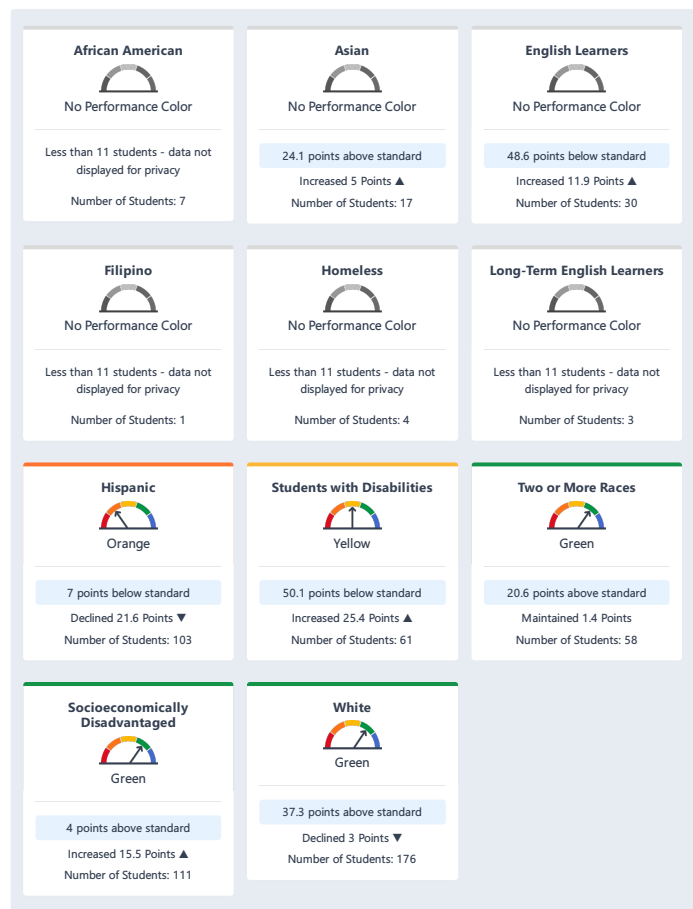 African American
No Performance Color
Less than 11 students - data not
displayed for privacy
Number of Students: 7
Asian
No Performance Color
24.1 points above standard
Increased 5 Points ▲
Number of Students: 17
English Learners
No Performance Color
48.6 points below standard
Increased 11.9 Points ▲
Number of Students: 30
Filipino
No Performance Color
Less than 11 students - data not
displayed for privacy
Number of Students: 1
Homeless
No Performance Color
Less than 11 students - data not
displayed for privacy
Number of Students: 4
Long-Term English Learners
No Performance Color
Less than 11 students - data not
displayed for privacy
Number of Students: 3
Hispanic
Orange
7 points below standard
Declined 21.6 Points ▼
Number of Students: 103
Students with Disabilities
Yellow
50.1 points below standard
Increased 25.4 Points ▲
Number of Students: 61
Two or More Races
Green
20.6 points above standard
Maintained 1.4 Points
Number of Students: 58
Socioeconomically
Disadvantaged
Green
4 points above standard
Increased 15.5 Points ▲
Number of Students: 111
White
Green
37.3 points above standard
Declined 3 Points ▼
Number of Students: 176